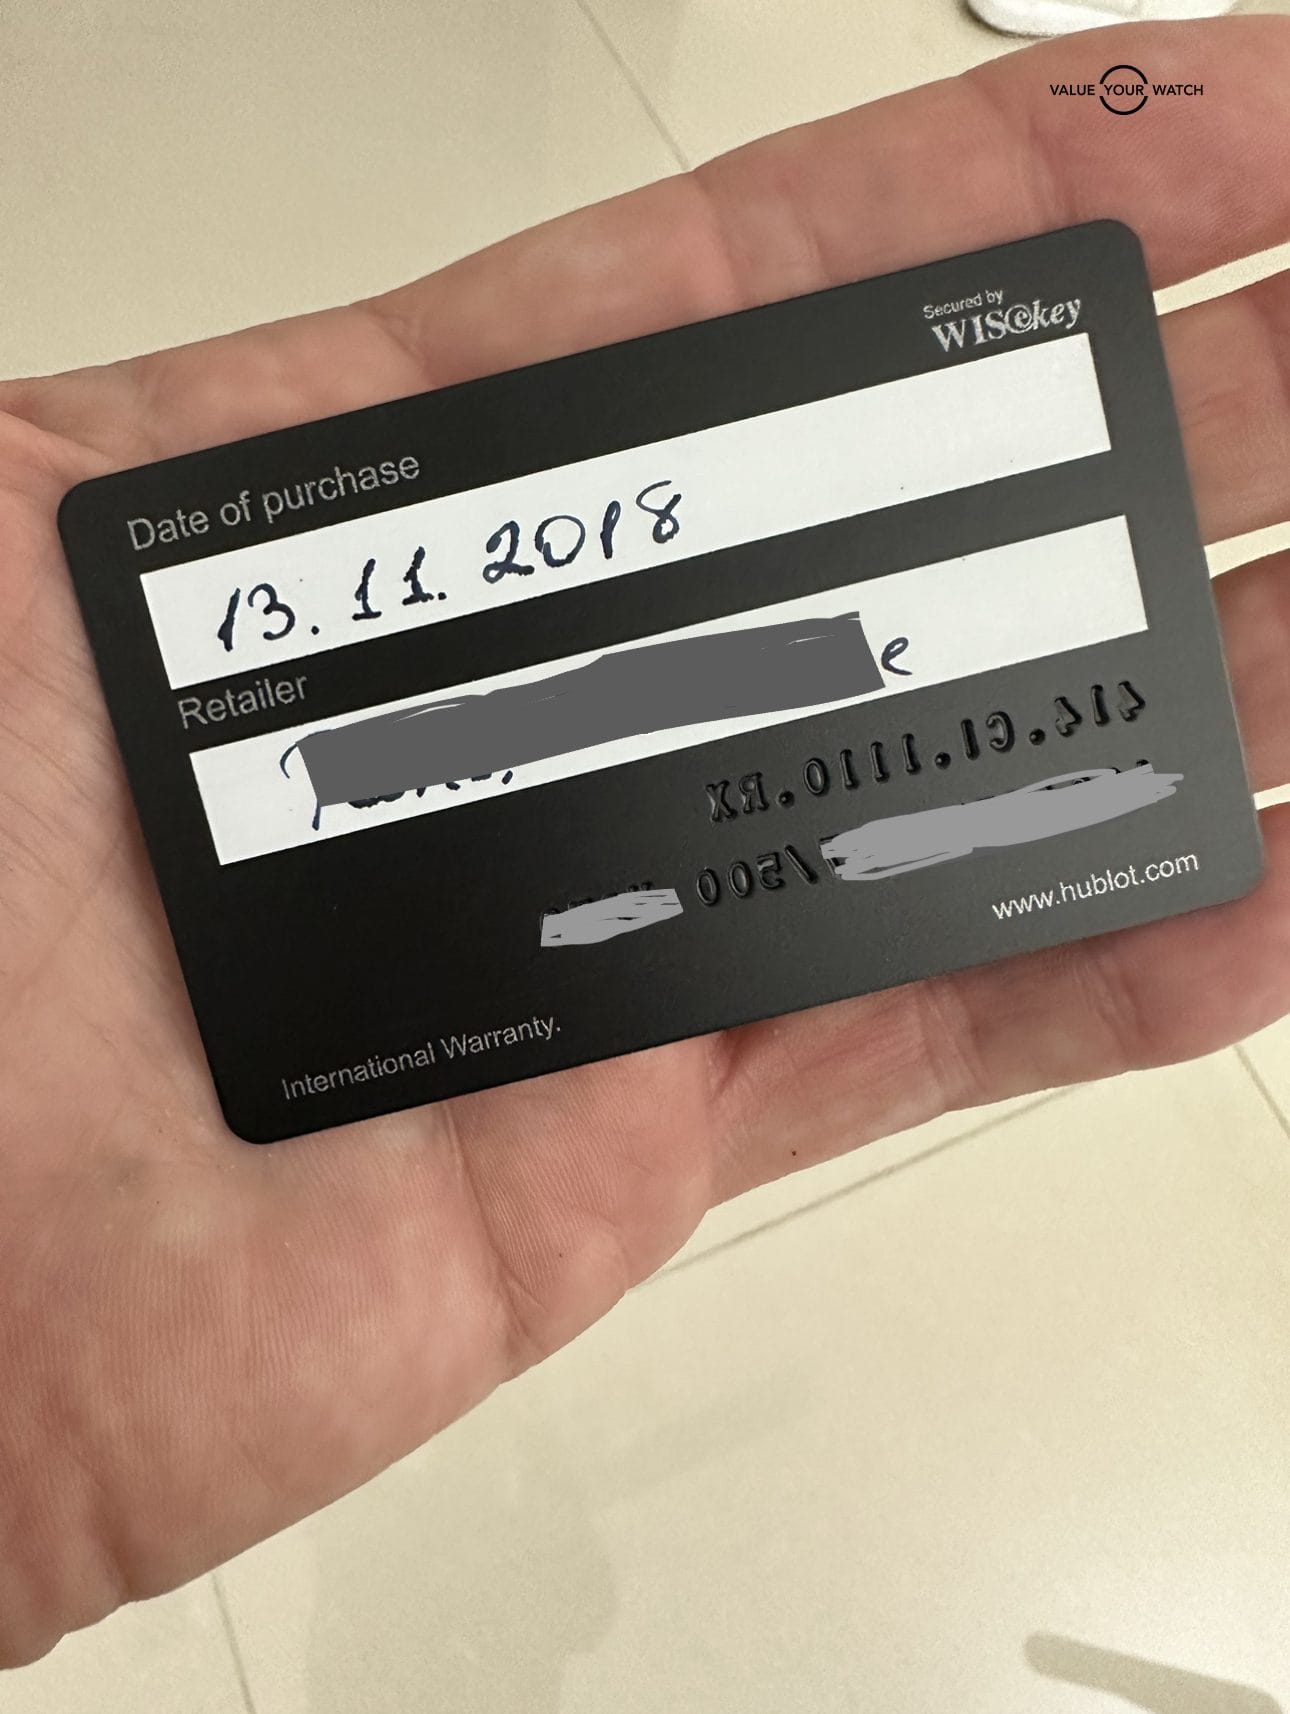 VALUE YOUR WATCH
Secured by
WISeKey
Date of purchase
13.11.2018
Retailer
414.CI.1110.RX
/500
www.hublot.com
International Warranty.